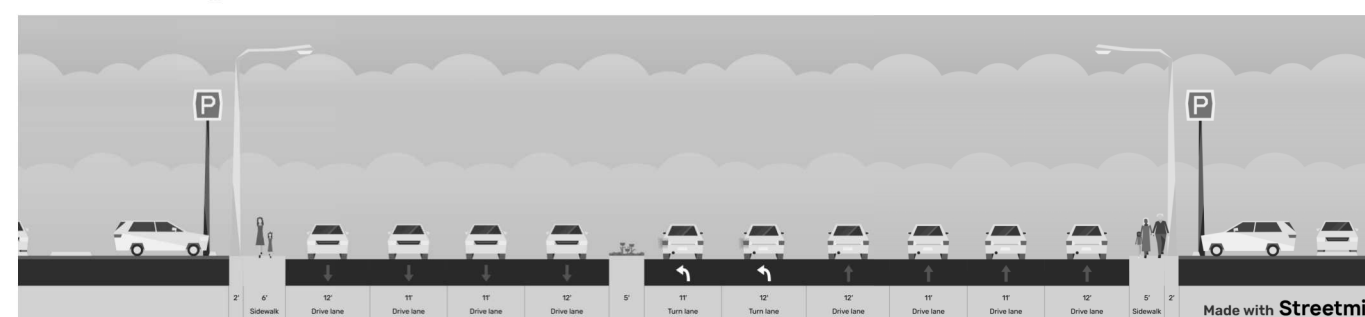 P
P
2' 6' 12' 11' 11' 12' 5' 11' 12' 12' 11' 11' 12' 5' 2'
Sidewalk Drive lane Drive lane Drive lane Drive lane Turn lane Turn lane Drive lane Drive lane Drive lane Drive lane Sidewalk
Made with Streetmi